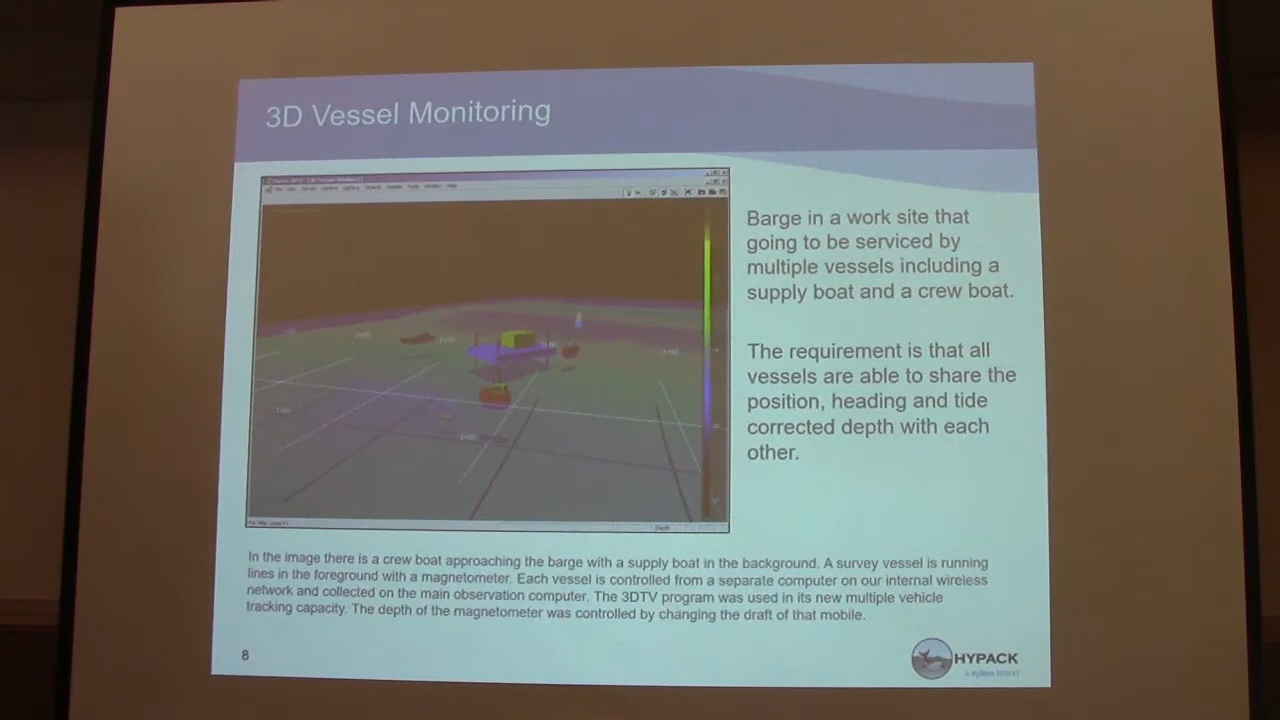 3D Vessel Monitoring
Barge in a work site that
going to be serviced by
multiple vessels including a
supply boat and a crew boat.
The requirement is that all
vessels are able to share the
position, heading and tide
corrected depth with each
other.
In the image there is a crew boat approaching the barge with a supply boat in the background. A survey vessel is running
lines in the foreground with a magnetometer. Each vessel is controlled from a separate computer on our internal wireless
network and collected on the main observation computer. The 3DTV program was used in its new multiple vehicle
tracking capacity. The depth of the magnetometer was controlled by changing the draft of that mobile.
8
HYPACK
a xylem brand